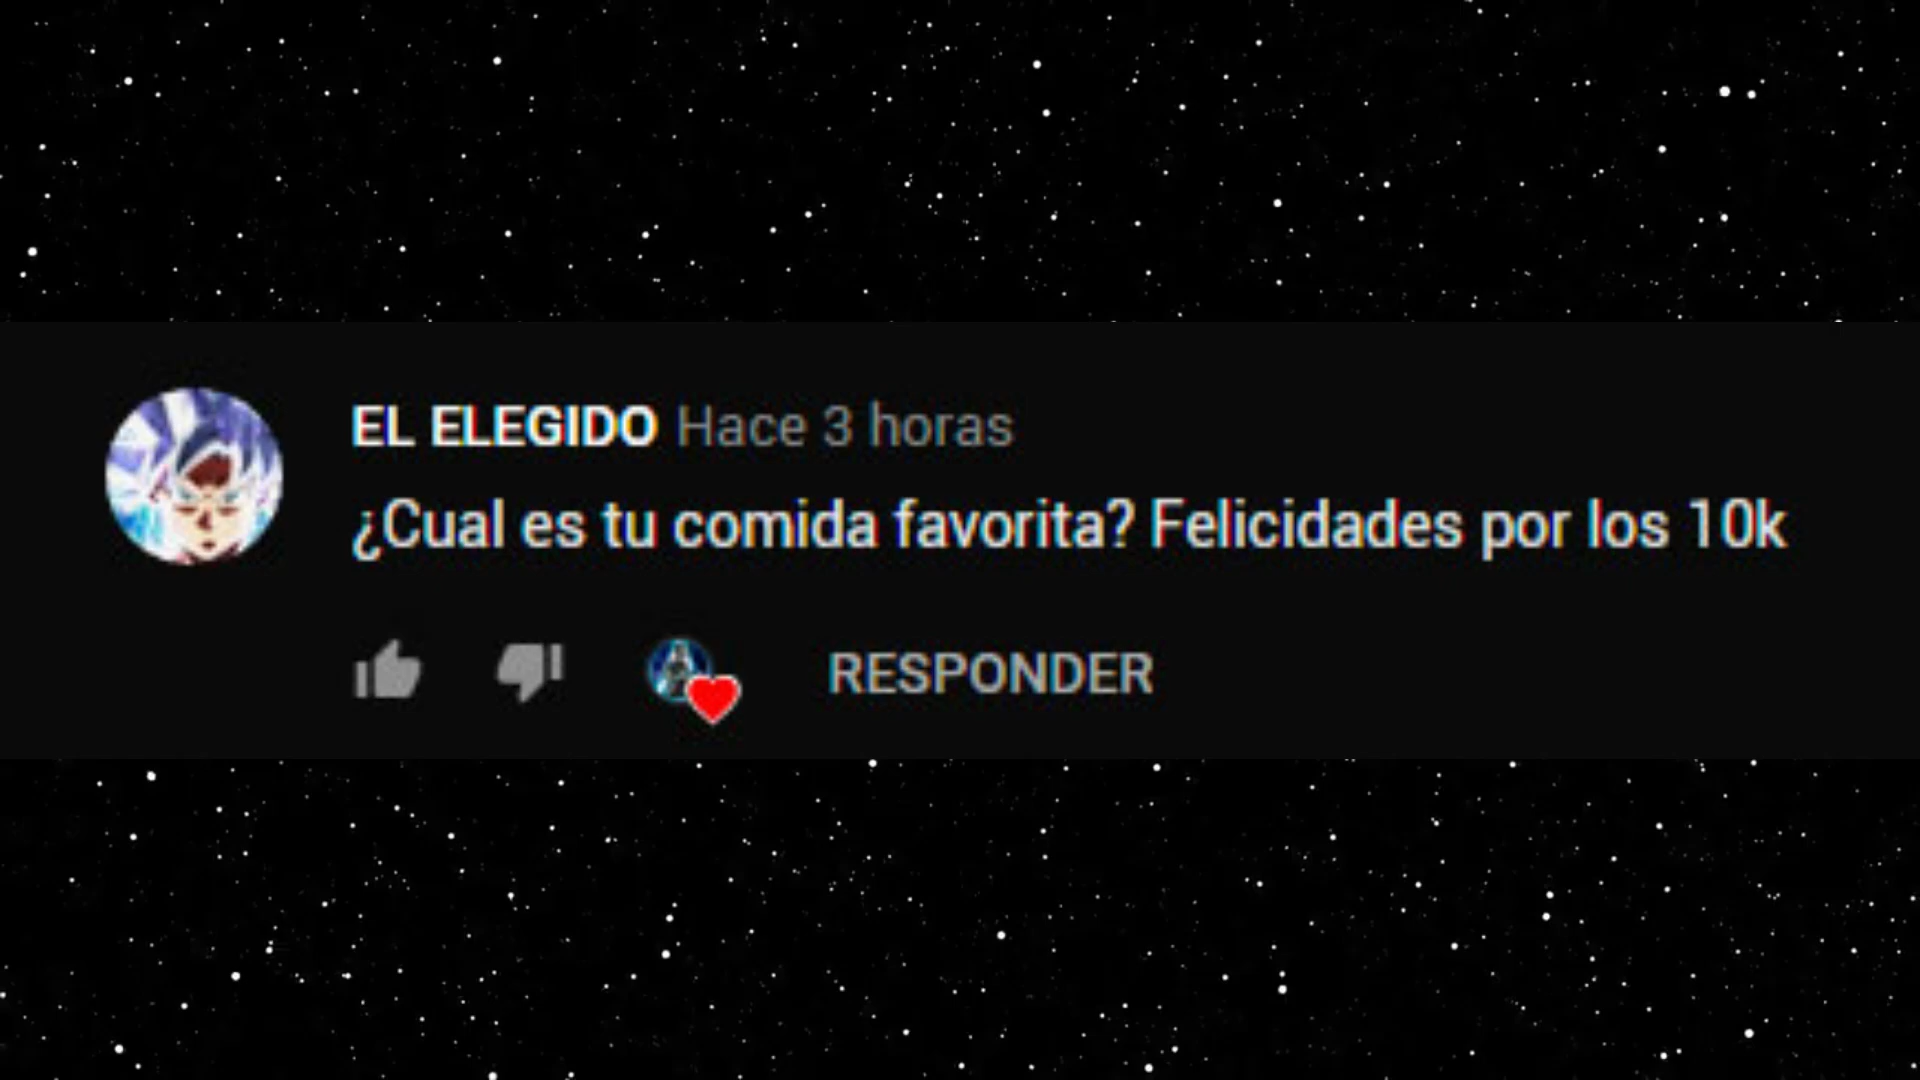 EL ELEGIDO Hace 3 horas
¿Cual es tu comida favorita? Felicidades por los 10k
RESPONDER